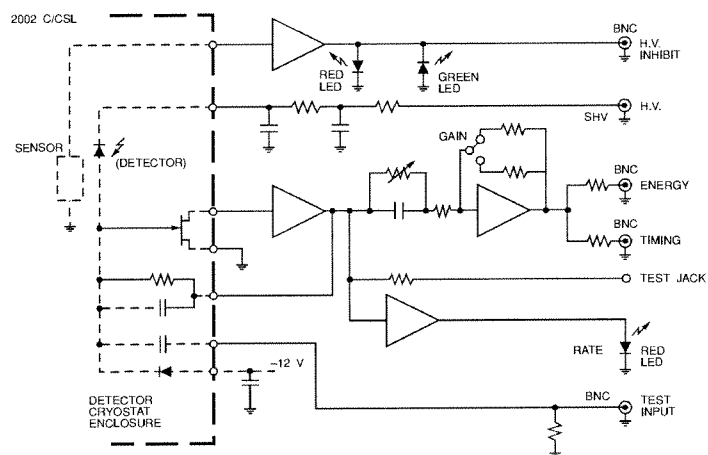 2002 C/CSL
BNC
H.V.
INHIBIT
RED
LED
GREEN
LED
SHV
H.V.
SENSOR
(DETECTOR)
GAIN
BNC
ENERGY
BNC
TIMING
TEST JACK
–12 V
RATE
RED
LED
DETECTOR
CRYOSTAT
ENCLOSURE
BNC
TEST
INPUT